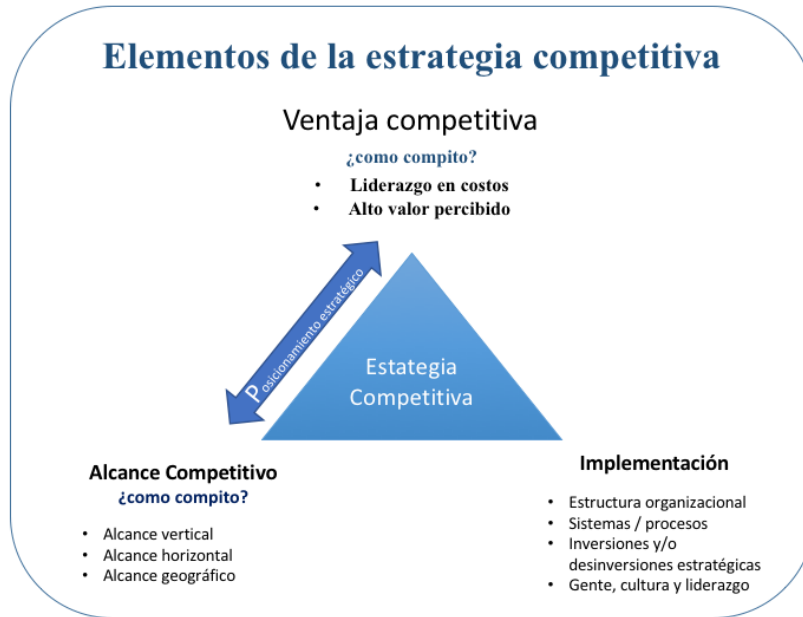 Elementos de la estrategia competitiva
Ventaja competitiva
¿como compito?
• Liderazgo en costos
• Alto valor percibido
Posicionamiento estratégico
Estategia
Competitiva
Alcance Competitivo
¿como compito?
• Alcance vertical
• Alcance horizontal
• Alcance geográfico
Implementación
• Estructura organizacional
• Sistemas / procesos
• Inversiones y/o
desinversiones estratégicas
• Gente, cultura y liderazgo